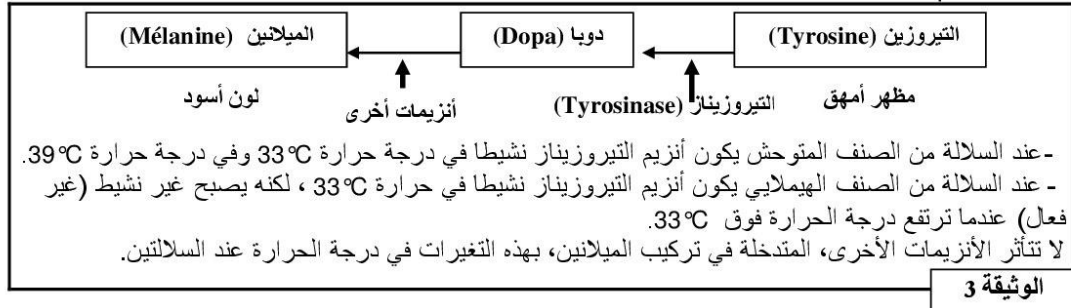 التيروزين (Tyrosine) دوبا (Dopa) الميلانين (Mélanine)
مظهر أمهق التيروزيناز (Tyrosinase) أنزيمات أخرى لون أسود
-عند السلالة من الصنف المتوحش يكون أنزيم التيروزيناز نشيطا في درجة حرارة 33°C وفي درجة حرارة 39°C.
- عند السلالة من الصنف الهيملايي يكون أنزيم التيروزيناز نشيطا في حرارة 33°C ، لكنه يصبح غير نشيط (غير
فعال) عندما ترتفع درجة الحرارة فوق 33°C.
لا تتأثر الأنزيمات الأخرى، المتدخلة في تركيب الميلانين، بهذه التغيرات في درجة الحرارة عند السلالتين.
الوثيقة 3